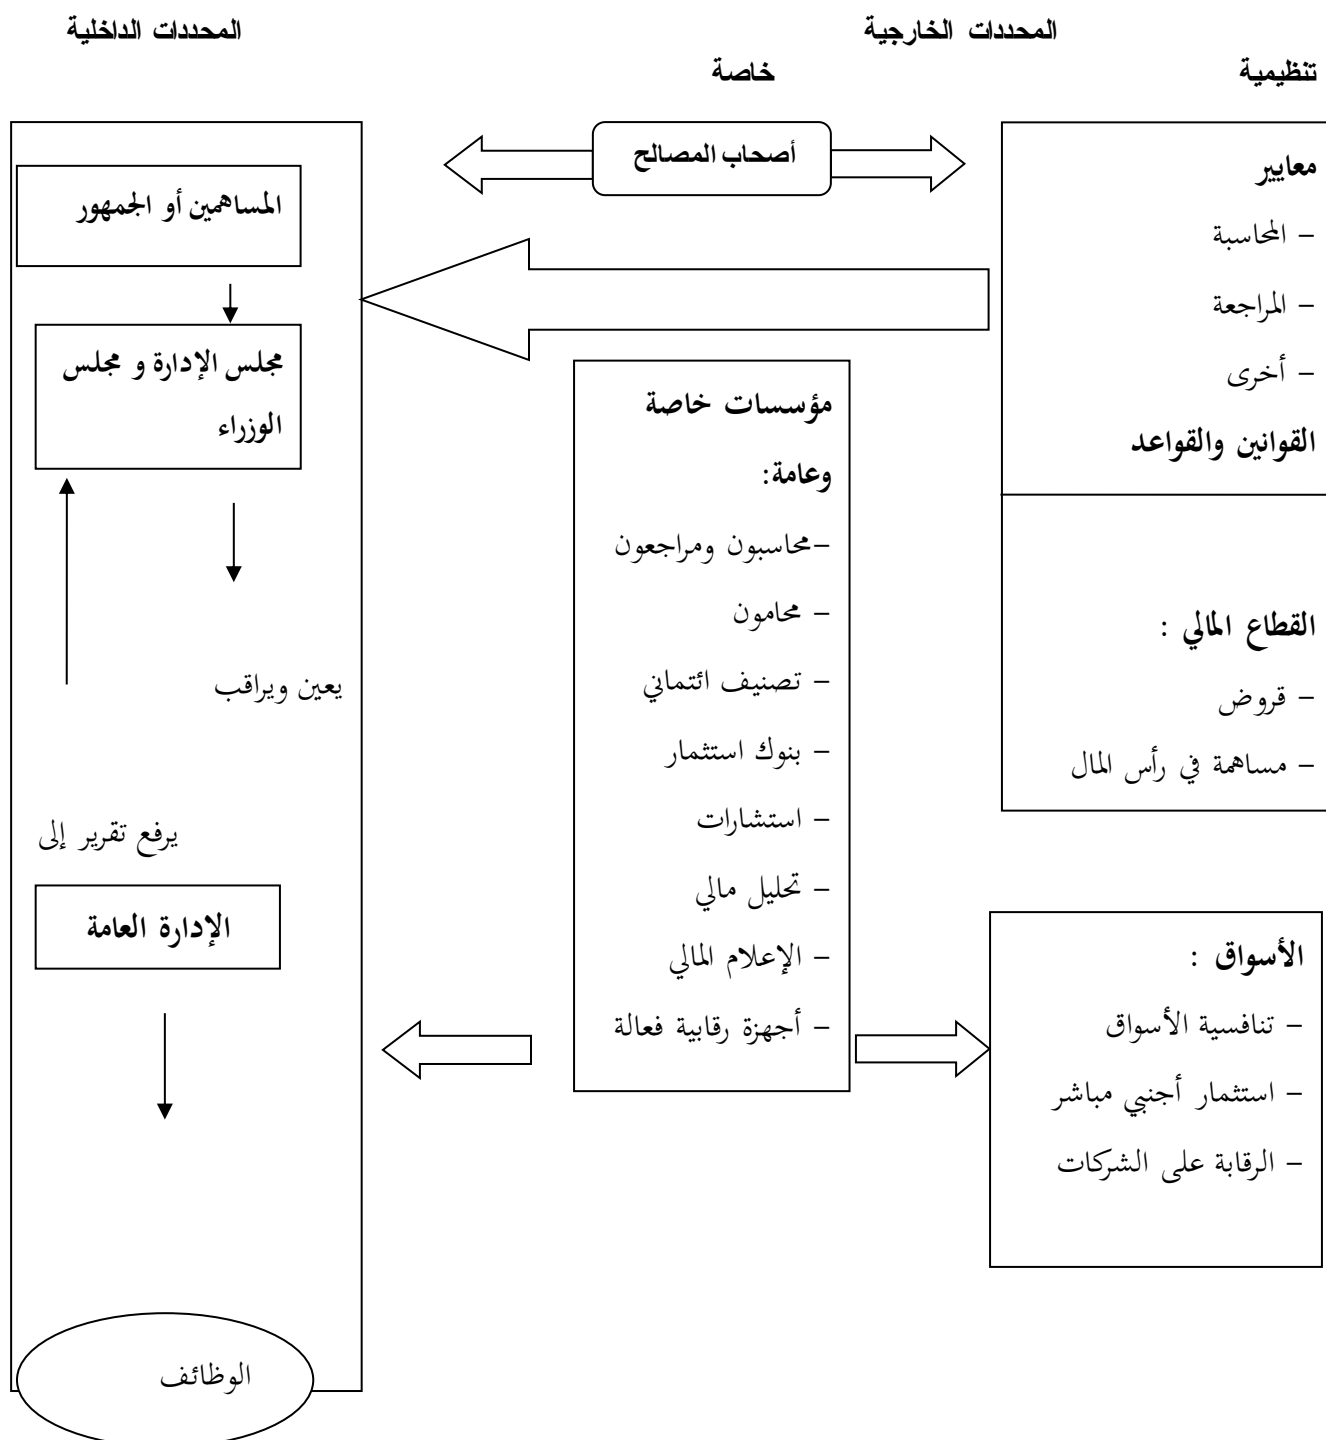 المحددات الخارجية
المحددات الداخلية
تنظيمية
خاصة
معايير
– المحاسبة
– المراجعة
– أخرى
القوانين والقواعد
القطاع المالي :
– قروض
– مساهمة في رأس المال
الأسواق :
– تنافسية الأسواق
– استثمار أجنبي مباشر
– الرقابة على الشركات
أصحاب المصالح
مؤسسات خاصة
وعامة:
–محاسبون ومراجعون
– محامون
– تصنيف ائتماني
– بنوك استثمار
– استشارات
– تحليل مالي
– الإعلام المالي
– أجهزة رقابية فعالة
المساهمين أو الجمهور
مجلس الإدارة و مجلس
الوزراء
يعين ويراقب
يرفع تقرير إلى
الإدارة العامة
الوظائف